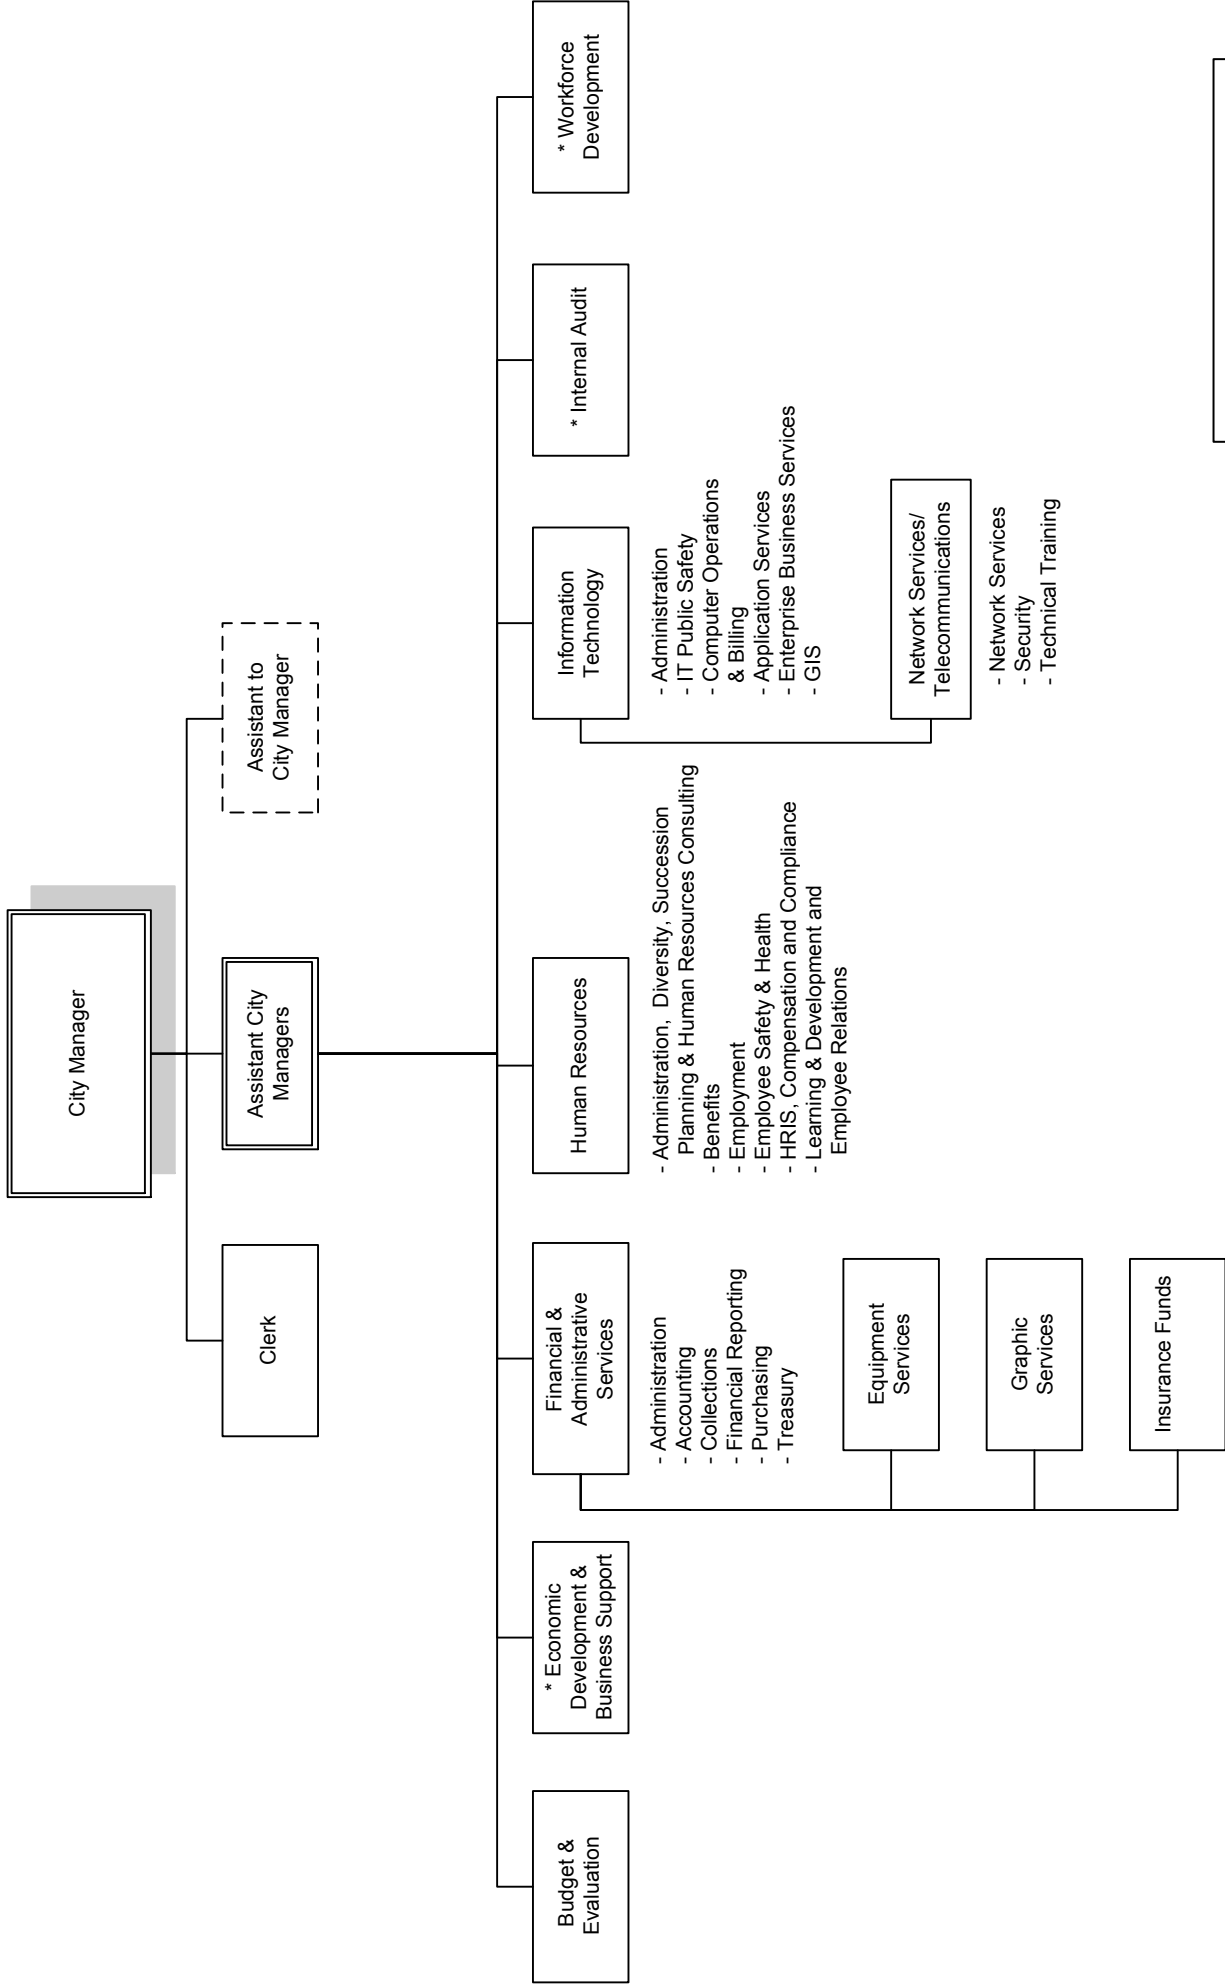 City Manager
Clerk
Assistant City
Managers
Assistant to
City Manager
Budget &
Evaluation
* Economic
Development &
Business Support
Financial &
Administrative
Services
Human Resources
Information
Technology
* Internal Audit
* Workforce
Development
- Administration
- Accounting
- Collections
- Financial Reporting
- Purchasing
- Treasury
Equipment
Services
Graphic
Services
Insurance Funds
- Administration, Diversity, Succession
Planning & Human Resources Consulting
- Benefits
- Employment
- Employee Safety & Health
- HRIS, Compensation and Compliance
- Learning & Development and
Employee Relations
- Administration
- IT Public Safety
- Computer Operations
& Billing
- Application Services
- Enterprise Business Services
- GIS
Network Services/
Telecommunications
- Network Services
- Security
- Technical Training